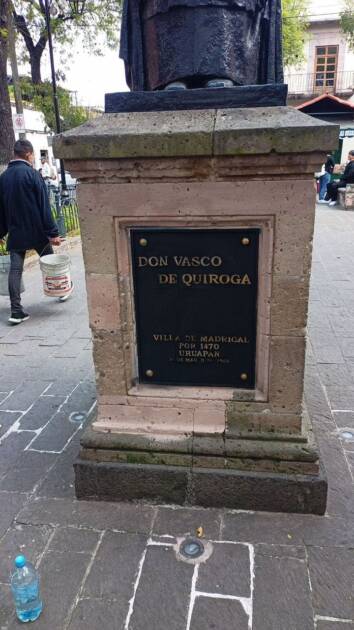 DON VASCO
DE QUIROGA
VILLA DE MADRIGAL
POR 1470
URUAPAN